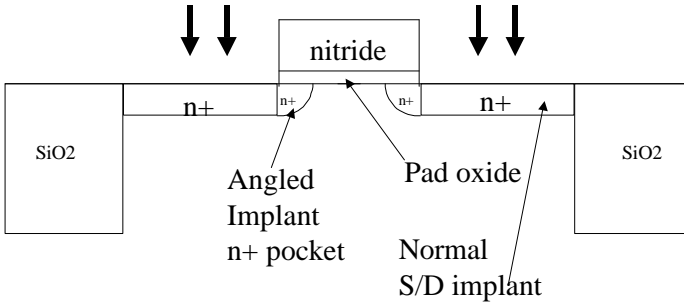 nitride
n+
n+
n+
n+
SiO2
SiO2
Angled
Implant
n+ pocket
Pad oxide
Normal
S/D implant